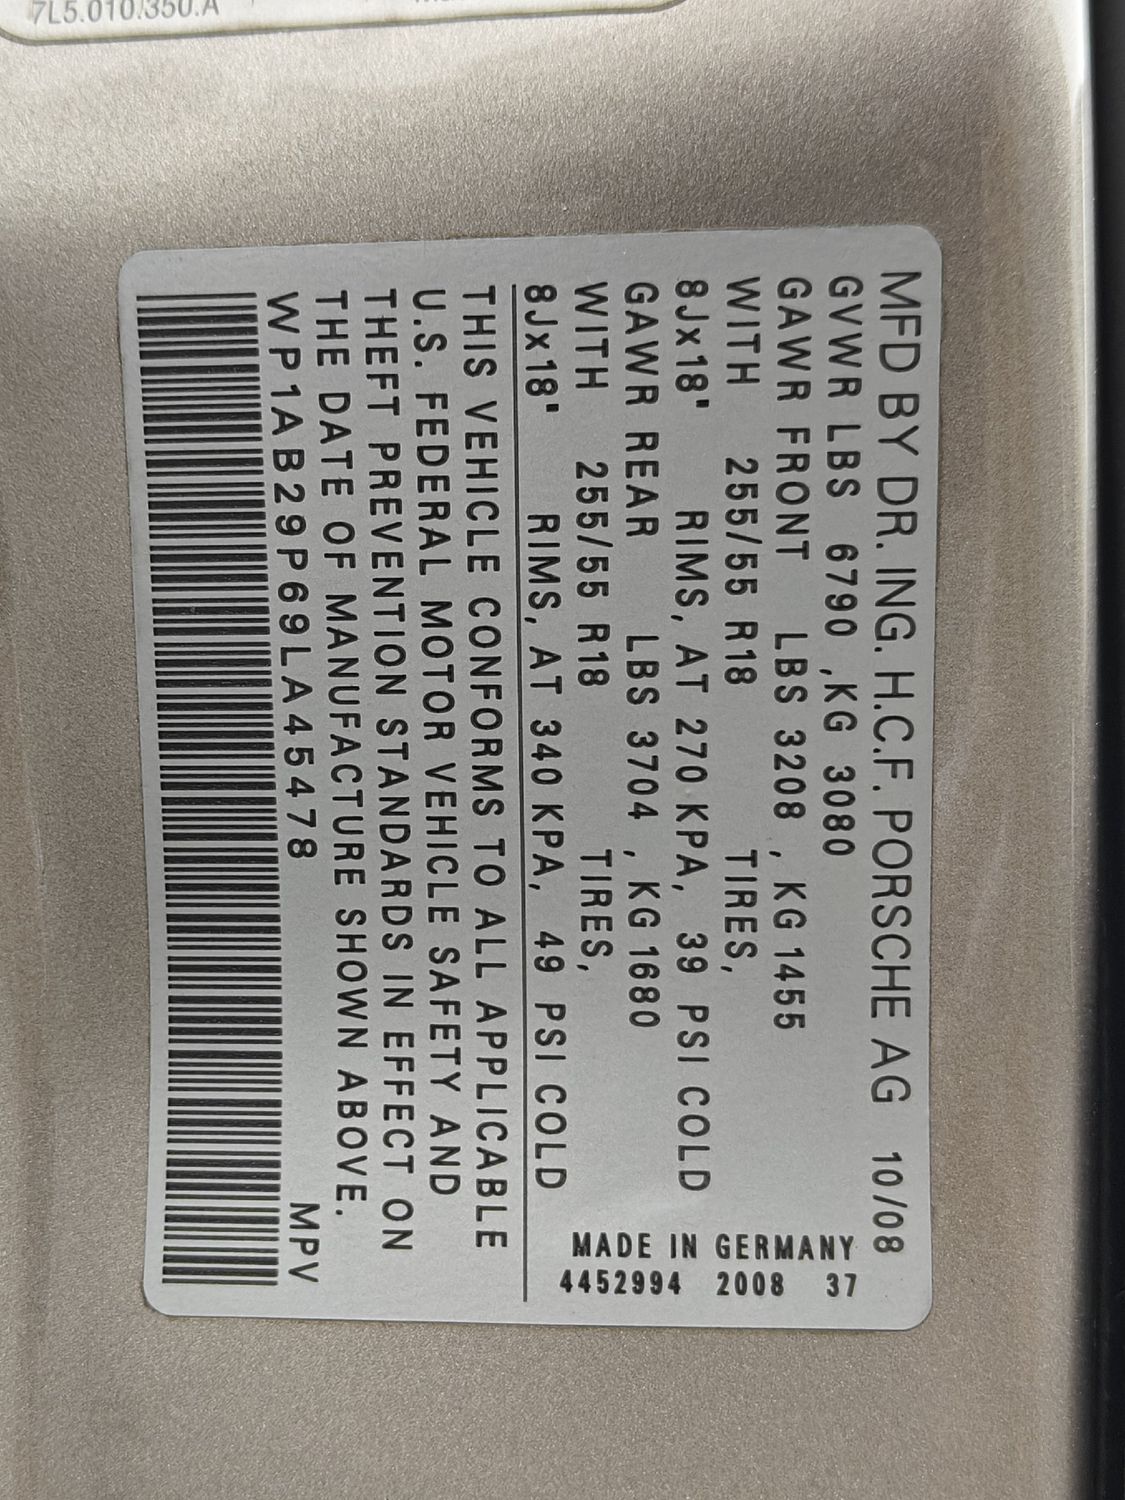 7L5.010.350.A
MFD BY DR. ING. H.C.F. PORSCHE AG 10/08
GVWR LBS 6790 ,KG 3080
GAWR FRONT LBS 3208 , KG 1455
WITH 255/55 R18 TIRES,
8Jx18" RIMS, AT 270 KPA, 39 PSI COLD
GAWR REAR LBS 3704 , KG 1680
WITH 255/55 R18 TIRES,
8Jx18" RIMS, AT 340 KPA, 49 PSI COLD
MADE IN GERMANY
4452994 2008 37
THIS VEHICLE CONFORMS TO ALL APPLICABLE
U.S. FEDERAL MOTOR VEHICLE SAFETY AND
THEFT PREVENTION STANDARDS IN EFFECT ON
THE DATE OF MANUFACTURE SHOWN ABOVE.
WP1AB29P69LA45478 MPV